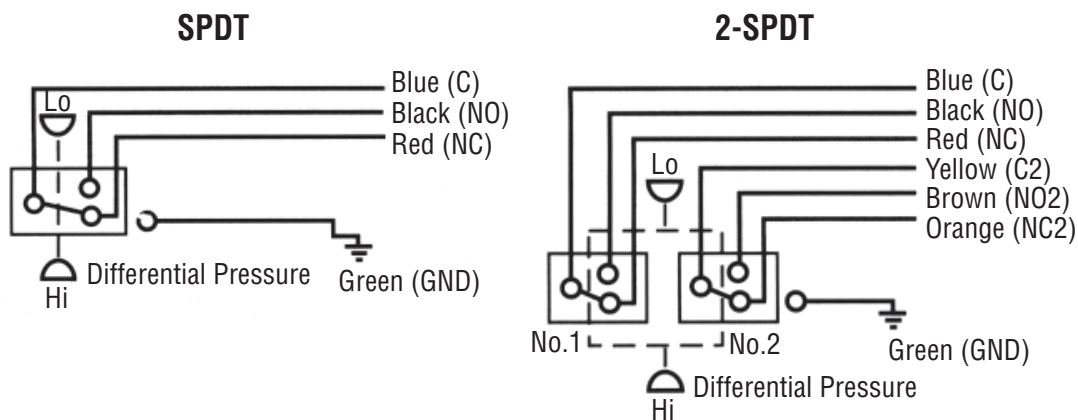 SPDT
Blue (C)
Lo
Black (NO)
Red (NC)
Differential Pressure
Green (GND)
Hi
2-SPDT
Blue (C)
Black (NO)
Red (NC)
Lo
Yellow (C2)
Brown (NO2)
Orange (NC2)
No.1
No.2
Green (GND)
Differential Pressure
Hi